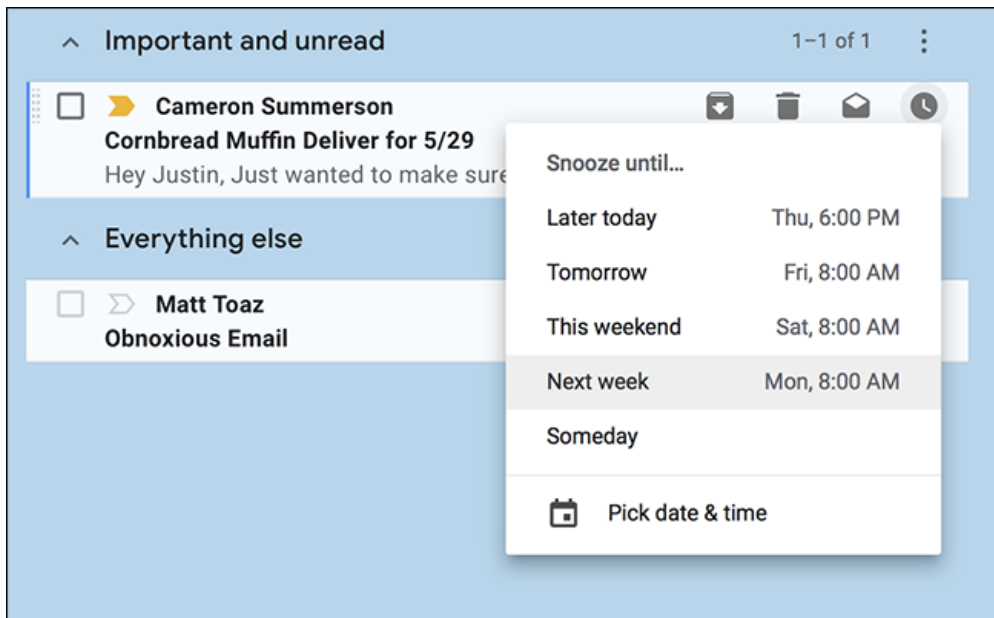 Important and unread 1–1 of 1
Cameron Summerson
Cornbread Muffin Deliver for 5/29
Hey Justin, Just wanted to make sure
Snooze until...
Later today Thu, 6:00 PM
Everything else
Tomorrow Fri, 8:00 AM
Matt Toaz
This weekend Sat, 8:00 AM
Obnoxious Email
Next week Mon, 8:00 AM
Someday
Pick date & time